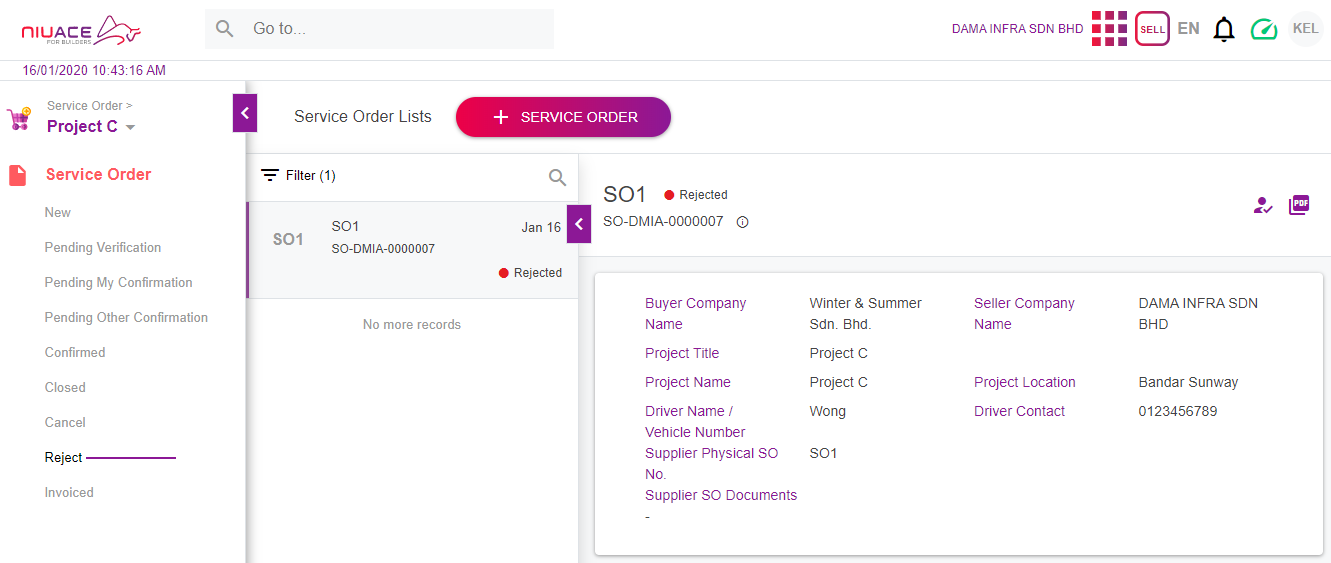 NIUACE
FOR BUILDERS
Go to...
DAMA INFRA SDN BHD
SELL
EN
KEL
16/01/2020 10:43:16 AM
Service Order >
Project C
Service Order
New
Pending Verification
Pending My Confirmation
Pending Other Confirmation
Confirmed
Closed
Cancel
Reject
Invoiced
Service Order Lists
+ SERVICE ORDER
Filter (1)
SO1
SO1
Jan 16
SO-DMIA-0000007
Rejected
No more records
SO1
Rejected
SO-DMIA-0000007
PDF
Buyer Company
Name
Winter & Summer
Sdn. Bhd.
Seller Company
Name
DAMA INFRA SDN
BHD
Project Title
Project C
Project Name
Project C
Project Location
Bandar Sunway
Driver Name /
Vehicle Number
Wong
Driver Contact
0123456789
Supplier Physical SO
No.
SO1
Supplier SO Documents
-